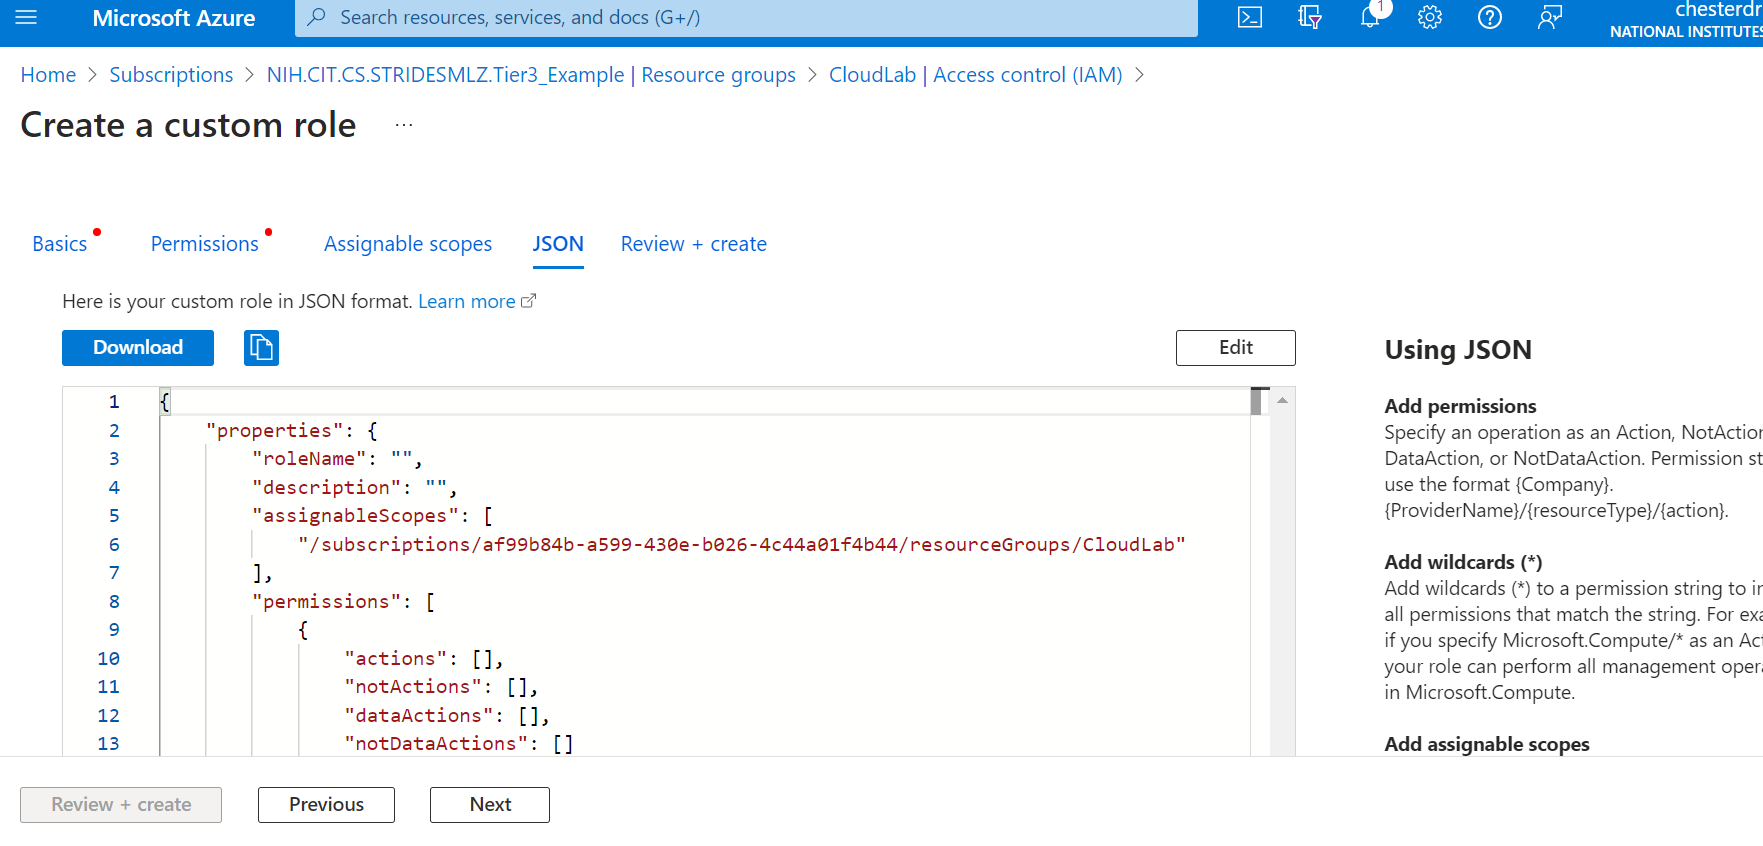 Microsoft Azure
Search resources, services, and docs (G+/)
1
chesterdr
NATIONAL INSTITUTES
Home > Subscriptions > NIH.CIT.CS.STRIDESMLZ.Tier3_Example | Resource groups > CloudLab | Access control (IAM) >
Create a custom role ...
Basics Permissions Assignable scopes JSON Review + create
Here is your custom role in JSON format. Learn more
Download
Edit
1 {
2 "properties": {
3 "roleName": "",
4 "description": "",
5 "assignableScopes": [
6 "/subscriptions/af99b84b-a599-430e-b026-4c44a01f4b44/resourceGroups/CloudLab"
7 ],
8 "permissions": [
9 {
10 "actions": [],
11 "notActions": [],
12 "dataActions": [],
13 "notDataActions": []
Using JSON
Add permissions
Specify an operation as an Action, NotAction
DataAction, or NotDataAction. Permission st
use the format {Company}.
{ProviderName}/{resourceType}/{action}.
Add wildcards (*)
Add wildcards (*) to a permission string to in
all permissions that match the string. For exa
if you specify Microsoft.Compute/* as an Act
your role can perform all management opera
in Microsoft.Compute.
Add assignable scopes
Review + create Previous Next